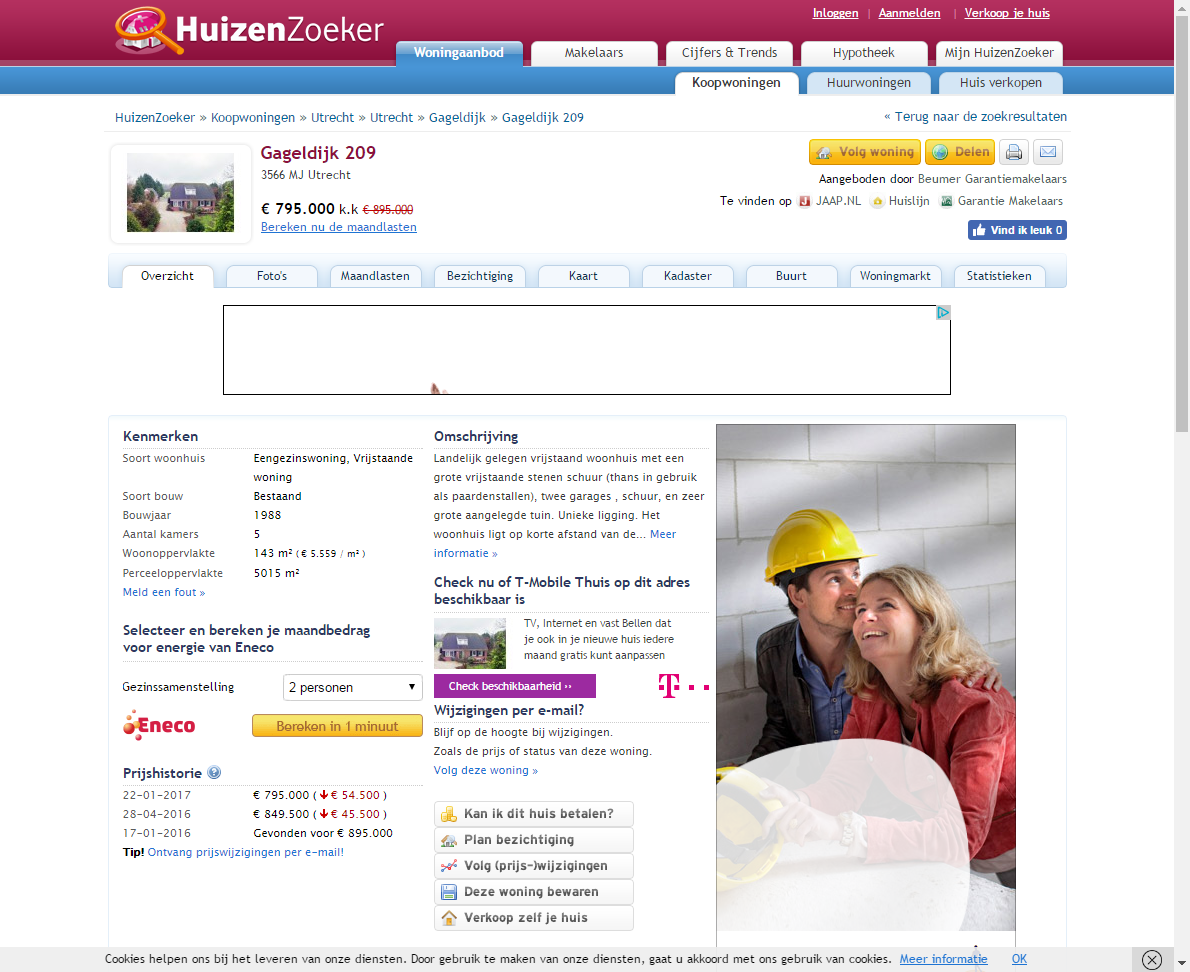 HuizenZoeker
Inloggen | Aanmelden | Verkoop je huis
Woningaanbod Makelaars Cijfers & Trends Hypotheek Mijn HuizenZoeker
Koopwoningen Huurwoningen Huis verkopen
HuizenZoeker » Koopwoningen » Utrecht » Utrecht » Gageldijk » Gageldijk 209
« Terug naar de zoekresultaten
Gageldijk 209
3566 MJ Utrecht
€ 795.000 k.k € 895.000
Bereken nu de maandlasten
Volg woning Delen
Aangeboden door Beumer Garantiemakelaars
Te vinden op JAAP.NL Huislijn Garantie Makelaars
Vind ik leuk 0
Overzicht Foto's Maandlasten Bezichtiging Kaart Kadaster Buurt Woningmarkt Statistieken
Kenmerken
Soort woonhuis Eengezinswoning, Vrijstaande
woning
Soort bouw Bestaand
Bouwjaar 1988
Aantal kamers 5
Woonoppervlakte 143 m² ( € 5.559 / m² )
Perceeloppervlakte 5015 m²
Meld een fout »
Selecteer en bereken je maandbedrag
voor energie van Eneco
Gezinssamenstelling 2 personen
Eneco Bereken in 1 minuut
Prijshistorie ?
22-01-2017 € 795.000 ( € 54.500 )
28-04-2016 € 849.500 ( € 45.500 )
17-01-2016 Gevonden voor € 895.000
Tip! Ontvang prijswijzigingen per e-mail!
Omschrijving
Landelijk gelegen vrijstaand woonhuis met een
grote vrijstaande stenen schuur (thans in gebruik
als paardenstallen), twee garages , schuur, en zeer
grote aangelegde tuin. Unieke ligging. Het
woonhuis ligt op korte afstand van de... Meer
informatie »
Check nu of T-Mobile Thuis op dit adres
beschikbaar is
TV, Internet en vast Bellen dat
je ook in je nieuwe huis iedere
maand gratis kunt aanpassen
Check beschikbaarheid ›› T
Wijzigingen per e-mail?
Blijf op de hoogte bij wijzigingen.
Zoals de prijs of status van deze woning.
Volg deze woning »
Kan ik dit huis betalen?
Plan bezichtiging
Volg (prijs-)wijzigingen
Deze woning bewaren
Verkoop zelf je huis
Cookies helpen ons bij het leveren van onze diensten. Door gebruik te maken van onze diensten, gaat u akkoord met ons gebruik van cookies. Meer informatie OK